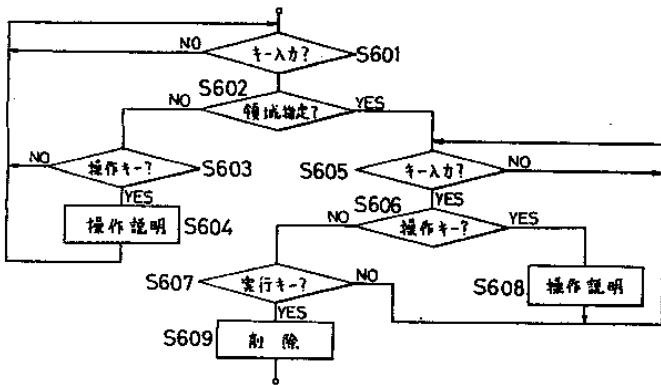 NO キー入力? S601
S602
NO 領域指定? YES
NO 操作キー? S603
S605 キー入力? NO
YES
YES
操作説明 S604
S606
NO 操作キー? YES
S607 実行キー? NO
S608 操作説明
YES
S609 削除